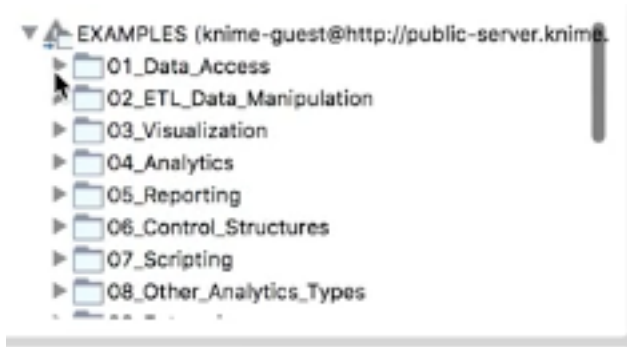 EXAMPLES (knime-guest@http://public-server.knime.
01_Data_Access
02_ETL_Data_Manipulation
03_Visualization
04_Analytics
05_Reporting
06_Control_Structures
07_Scripting
08_Other_Analytics_Types